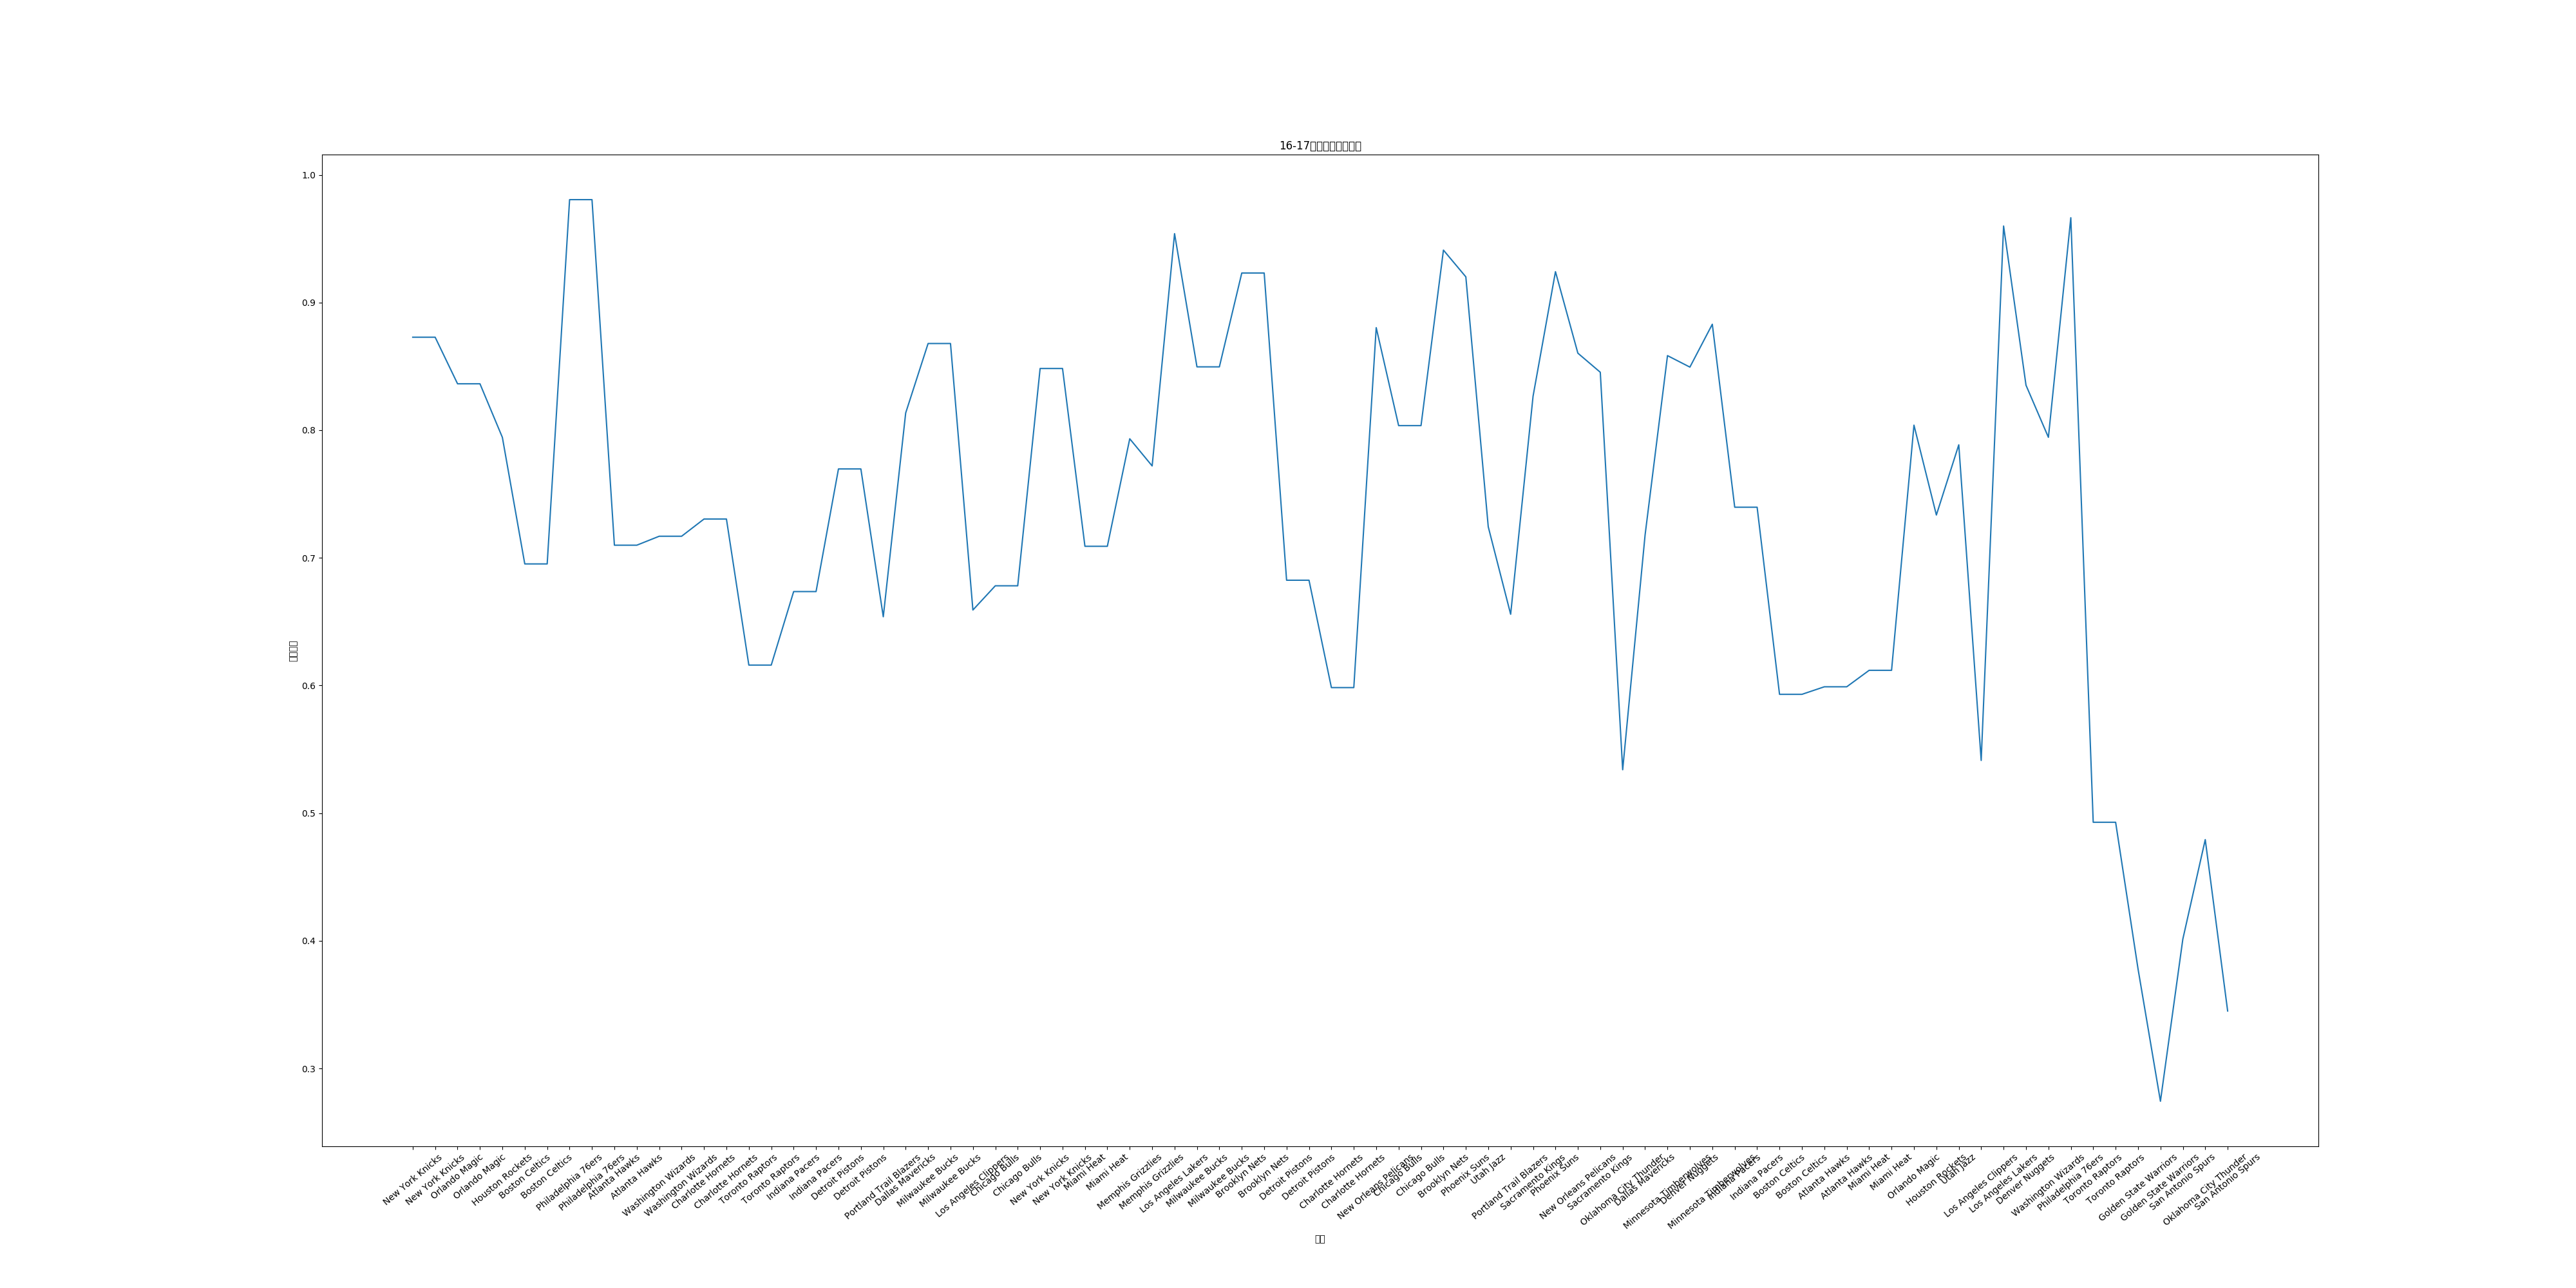 16-17
1.0
0.9
0.8
0.7
0.6
0.5
0.4
0.3
New York Knicks
New York Knicks
Orlando Magic
Orlando Magic
Houston Rockets
Boston Celtics
Boston Celtics
Philadelphia 76ers
Philadelphia 76ers
Atlanta Hawks
Atlanta Hawks
Washington Wizards
Washington Wizards
Charlotte Hornets
Charlotte Hornets
Toronto Raptors
Toronto Raptors
Indiana Pacers
Indiana Pacers
Detroit Pistons
Detroit Pistons
Portland Trail Blazers
Dallas Mavericks
Milwaukee Bucks
Milwaukee Bucks
Los Angeles Clippers
Chicago Bulls
Chicago Bulls
New York Knicks
New York Knicks
Miami Heat
Miami Heat
Memphis Grizzlies
Memphis Grizzlies
Los Angeles Lakers
Milwaukee Bucks
Milwaukee Bucks
Brooklyn Nets
Brooklyn Nets
Detroit Pistons
Detroit Pistons
Charlotte Hornets
Charlotte Hornets
New Orleans Pelicans
Chicago Bulls
Chicago Bulls
Brooklyn Nets
Phoenix Suns
Utah Jazz
Portland Trail Blazers
Sacramento Kings
Phoenix Suns
New Orleans Pelicans
Sacramento Kings
Oklahoma City Thunder
Dallas Mavericks
Minnesota Timberwolves
Denver Nuggets
Minnesota Timberwolves
Indiana Pacers
Indiana Pacers
Boston Celtics
Boston Celtics
Atlanta Hawks
Atlanta Hawks
Miami Heat
Miami Heat
Orlando Magic
Houston Rockets
Utah Jazz
Los Angeles Clippers
Los Angeles Lakers
Denver Nuggets
Washington Wizards
Philadelphia 76ers
Toronto Raptors
Toronto Raptors
Golden State Warriors
Golden State Warriors
San Antonio Spurs
Oklahoma City Thunder
San Antonio Spurs